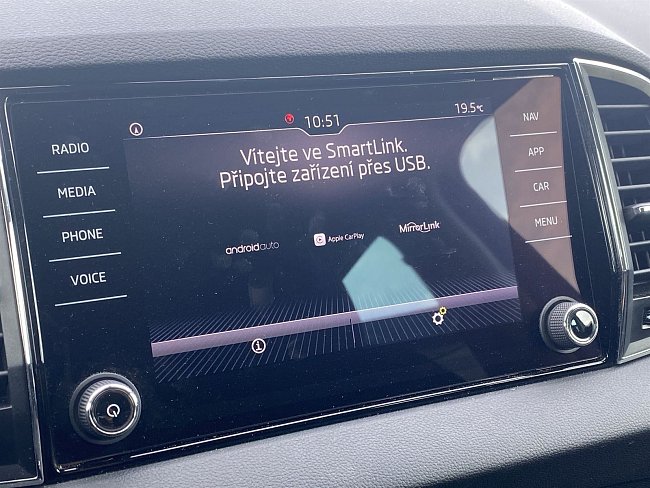 10:51
19.5°C
RADIO
MEDIA
PHONE
VOICE
Vítejte ve SmartLink.
Připojte zařízení přes USB.
androidauto
Apple CarPlay
MirrorLink
NAV
APP
CAR
MENU